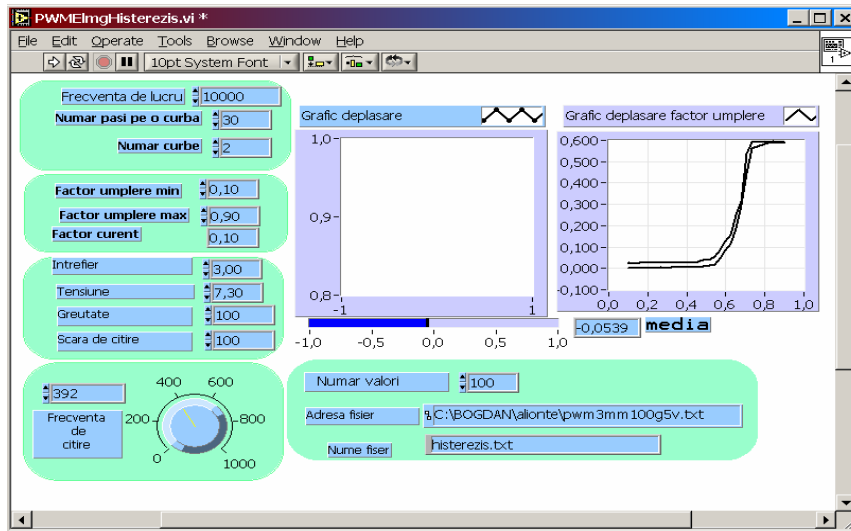 PWMElmgHisterezis.vi *
File Edit Operate Tools Browse Window Help
10pt System Font
1
Frecventa de lucru 10000
Numar pasi pe o curba 30
Numar curbe 2
Factor umplere min 0,10
Factor umplere max 0,90
Factor curent 0,10
Intrefier 3,00
Tensiune 7,30
Greutate 100
Scara de citire 100
392
Frecventa
de
citire
0
200
400
600
800
1000
Grafic deplasare
1,0
0,9
0,8
-1 1
-1,0 -0,5 0,0 0,5 1,0
Grafic deplasare factor umplere
0,600
0,500
0,400
0,300
0,200
0,100
0,000
-0,100
0,0 0,2 0,4 0,6 0,8 1,0
-0,0539 media
Numar valori 100
Adresa fisier C:\BOGDAN\alionte\pwm3mm100g5v.txt
Nume fiser histerezis.txt